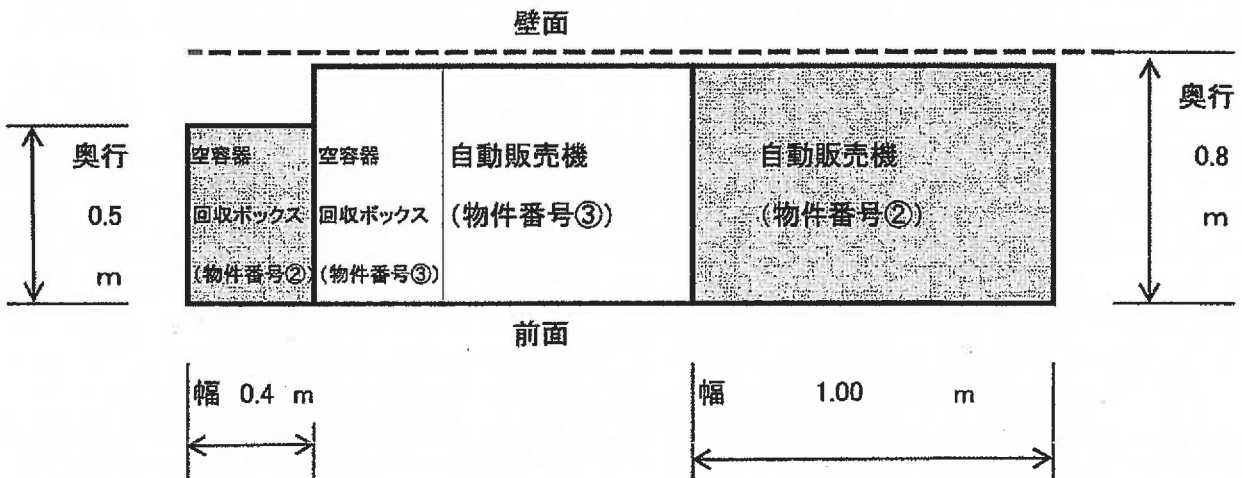 壁面
奥行
0.8
m
奥行
0.5
m
空容器
回収ボックス
(物件番号②)
空容器
回収ボックス
(物件番号③)
自動販売機
(物件番号③)
自動販売機
(物件番号②)
前面
幅 0.4 m
幅 1.00 m